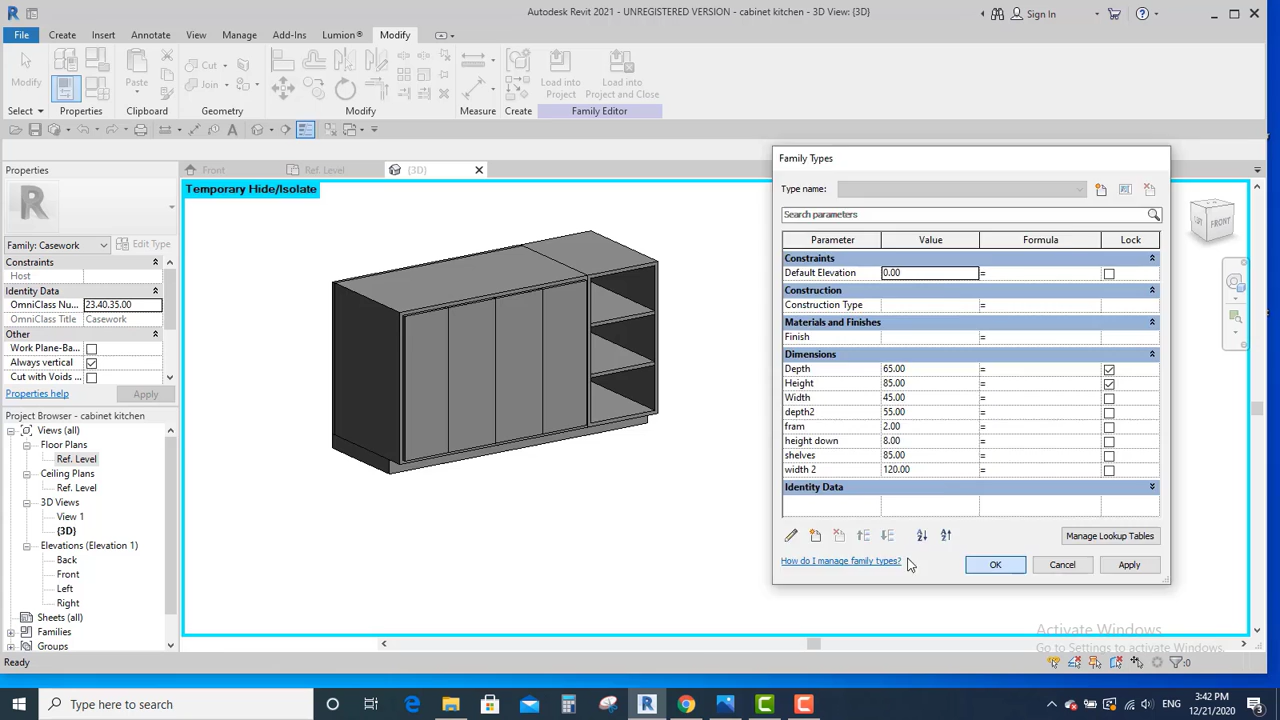 Autodesk Revit 2021 - UNREGISTERED VERSION - cabinet kitchen - 3D View: {3D}
Sign In
File Create Insert Annotate View Manage Add-Ins Lumion® Modify
Modify
Paste
Cut
Join
Load into Project
Load into Project and Close
Select Properties Clipboard Geometry Modify Measure Create Family Editor
Properties
Front
Ref. Level
{3D}
Temporary Hide/Isolate
R
Family: Casework
Edit Type
Constraints
Host
Identity Data
OmniClass Nu... 23.40.35.00
OmniClass Title Casework
Other
Work Plane-Ba...
Always vertical
Cut with Voids ...
Properties help
Apply
Project Browser - cabinet kitchen
Views (all)
Floor Plans
Ref. Level
Ceiling Plans
Ref. Level
3D Views
View 1
{3D}
Elevations (Elevation 1)
Back
Front
Left
Right
Sheets (all)
Families
Groups
FRONT
Family Types
Type name:
Search parameters
Parameter Value Formula Lock
Constraints
Default Elevation 0.00 =
Construction
Construction Type =
Materials and Finishes
Finish =
Dimensions
Depth 65.00 =
Height 85.00 =
Width 45.00 =
depth2 55.00 =
fram 2.00 =
height down 8.00 =
shelves 85.00 =
width 2 120.00 =
Identity Data
Manage Lookup Tables
How do I manage family types?
OK
Cancel
Apply
Activate Windows
Go to Settings to activate Windows.
Ready
:0
Type here to search
3:42 PM
12/21/2020